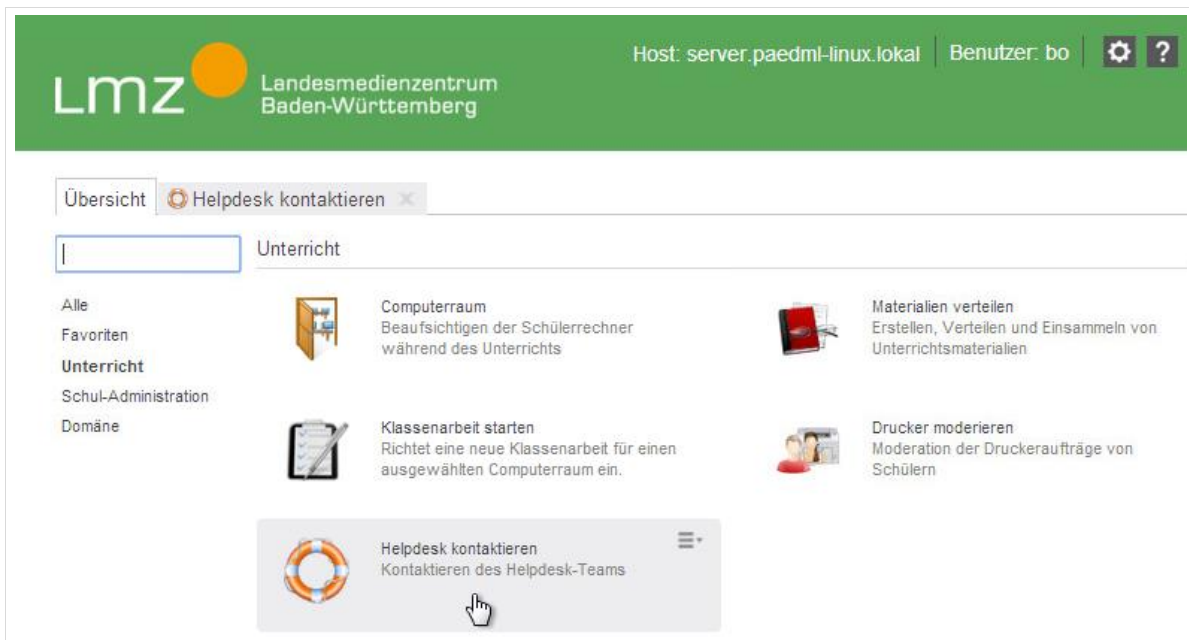 Host: server.paedml-linux.lokal Benutzer: bo ?
LMZ Landesmedienzentrum
Baden-Württemberg
Übersicht Helpdesk kontaktieren
Unterricht
Alle
Favoriten
Unterricht
Schul-Administration
Domäne
Computerraum
Beaufsichtigen der Schülerrechner
während des Unterrichts
Materialien verteilen
Erstellen, Verteilen und Einsammeln von
Unterrichtsmaterialien
Klassenarbeit starten
Richtet eine neue Klassenarbeit für einen
ausgewählten Computerraum ein.
Drucker moderieren
Moderation der Druckeraufträge von
Schülern
Helpdesk kontaktieren
Kontaktieren des Helpdesk-Teams